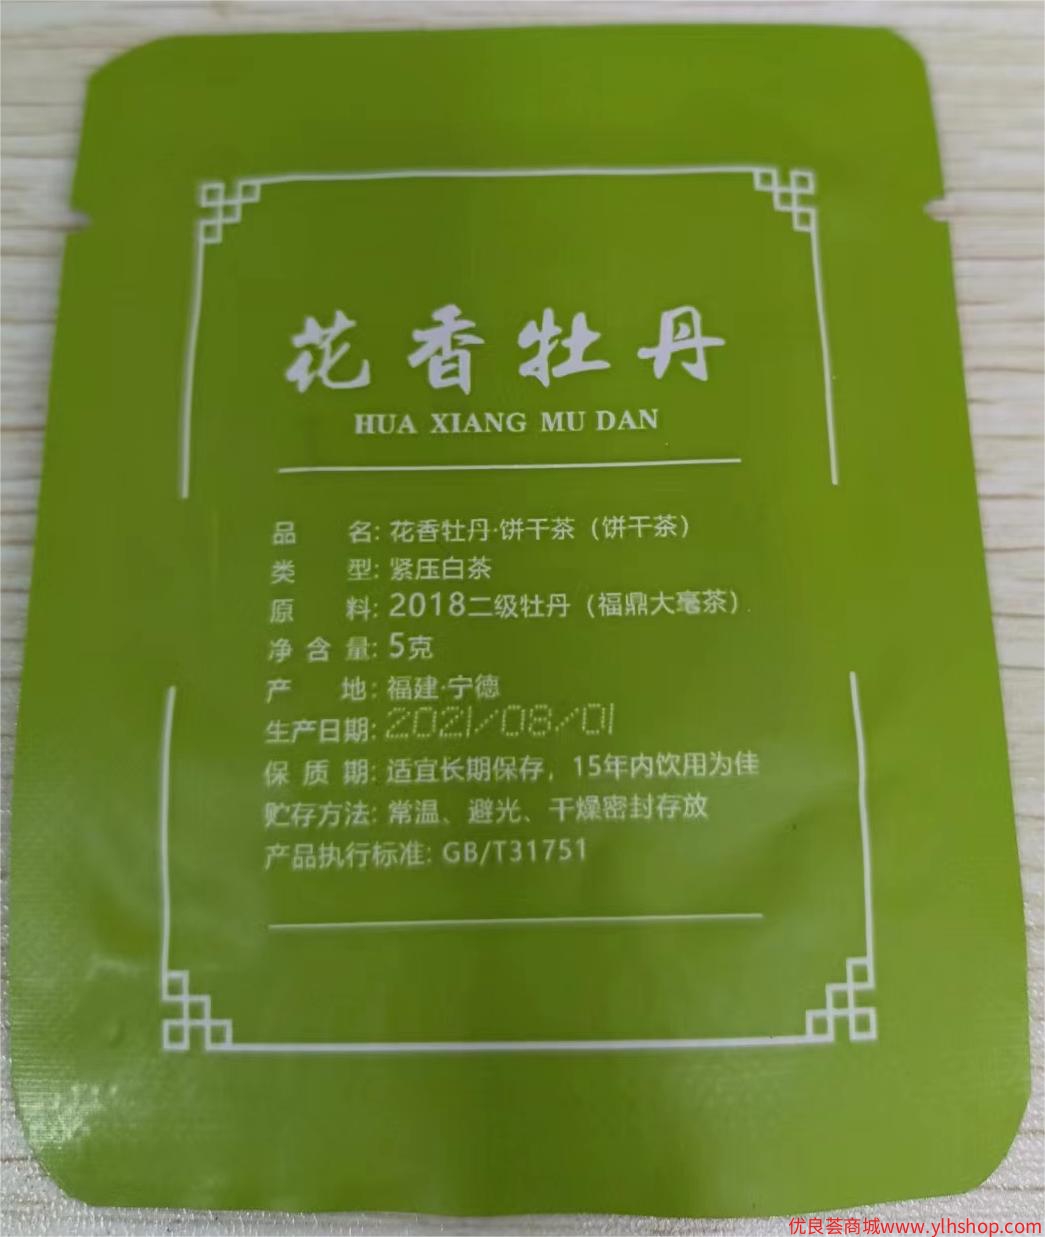 花香牡丹
HUA XIANG MU DAN
品名: 花香牡丹·饼干茶（饼干茶）
类型: 紧压白茶
原料: 2018二级牡丹（福鼎大毫茶）
净含量: 5克
产地: 福建·宁德
生产日期: 2021/08/01
保质期: 适宜长期保存，15年内饮用为佳
贮存方法: 常温、避光、干燥密封存放
产品执行标准: GB/T31751
优良荟商城www.ylhshop.com